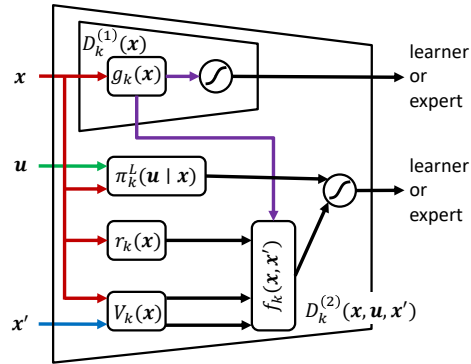 D_k^{(1)}(x)
x
g_k(x)
learner
or
expert
u
π_k^L(u | x)
learner
or
expert
r_k(x)
f_k(x, x′)
x′
V_k(x)
D_k^{(2)}(x, u, x′)